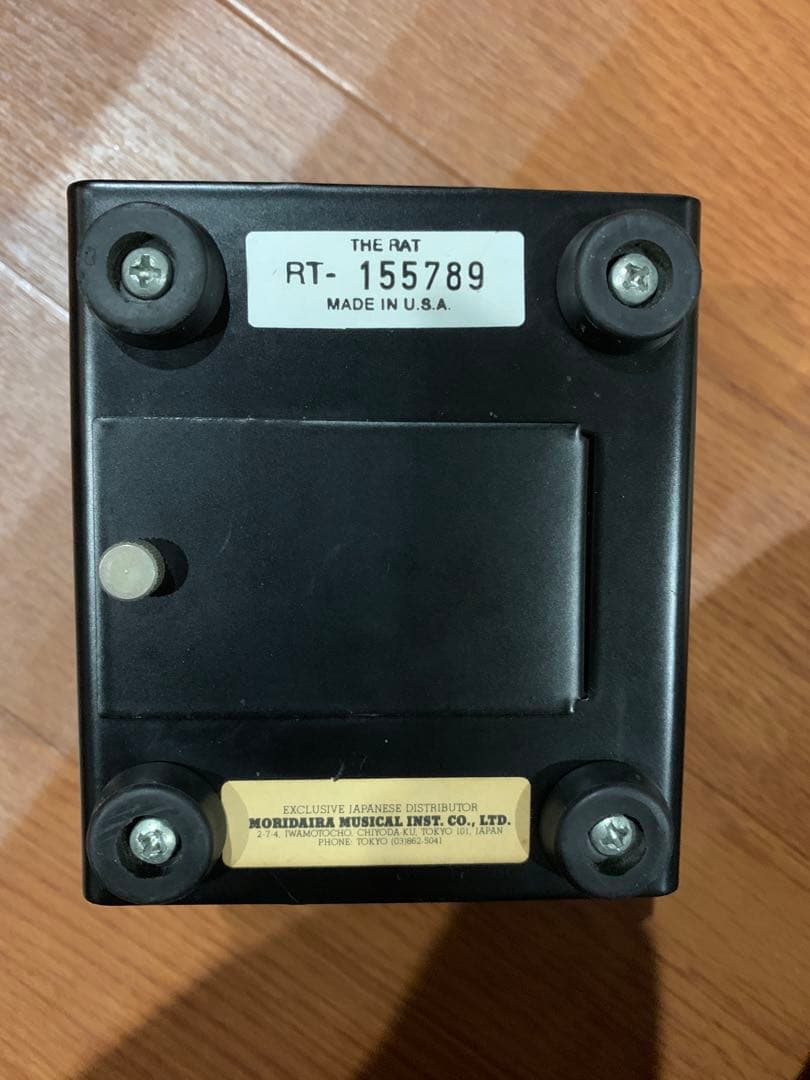 THE RAT
RT- 155789
MADE IN U.S.A.
EXCLUSIVE JAPANESE DISTRIBUTOR
MORIDAIRA MUSICAL INST. CO., LTD.
2-7-4, IWAMOTOCHO, CHIYODA-KU, TOKYO 101, JAPAN
PHONE: TOKYO (03)862-5041